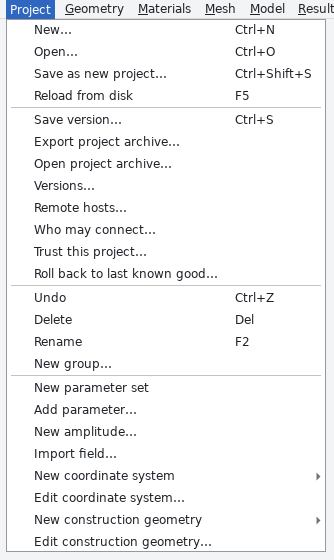 Project Geometry Materials Mesh Model Result
New... Ctrl+N
Open... Ctrl+O
Save as new project... Ctrl+Shift+S
Reload from disk F5
Save version... Ctrl+S
Export project archive...
Open project archive...
Versions...
Remote hosts...
Who may connect...
Trust this project...
Roll back to last known good...
Undo Ctrl+Z
Delete Del
Rename F2
New group...
New parameter set
Add parameter...
New amplitude...
Import field...
New coordinate system
Edit coordinate system...
New construction geometry
Edit construction geometry...